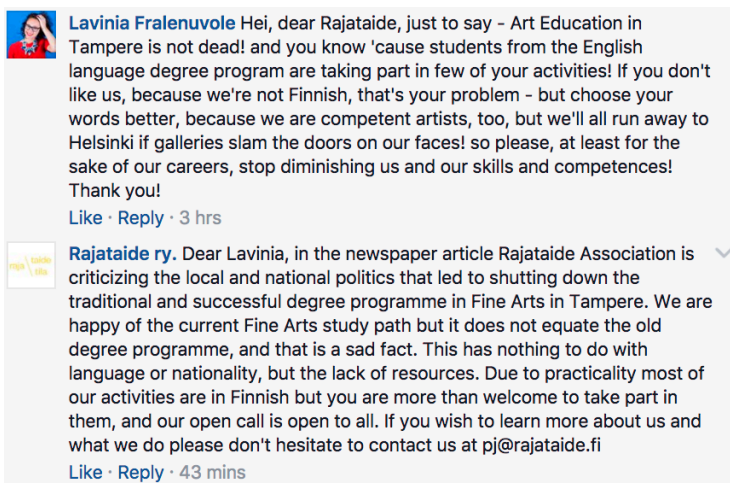 Lavinia Fralenuvole Hei, dear Rajataide, just to say - Art Education in
Tampere is not dead! and you know 'cause students from the English
language degree program are taking part in few of your activities! If you don't
like us, because we're not Finnish, that's your problem - but choose your
words better, because we are competent artists, too, but we'll all run away to
Helsinki if galleries slam the doors on our faces! so please, at least for the
sake of our careers, stop diminishing us and our skills and competences!
Thank you!
Like · Reply · 3 hrs
raja \ taide
tila
Rajataide ry. Dear Lavinia, in the newspaper article Rajataide Association is
criticizing the local and national politics that led to shutting down the
traditional and successful degree programme in Fine Arts in Tampere. We are
happy of the current Fine Arts study path but it does not equate the old
degree programme, and that is a sad fact. This has nothing to do with
language or nationality, but the lack of resources. Due to practicality most of
our activities are in Finnish but you are more than welcome to take part in
them, and our open call is open to all. If you wish to learn more about us and
what we do please don't hesitate to contact us at pj@rajataide.fi
Like · Reply · 43 mins